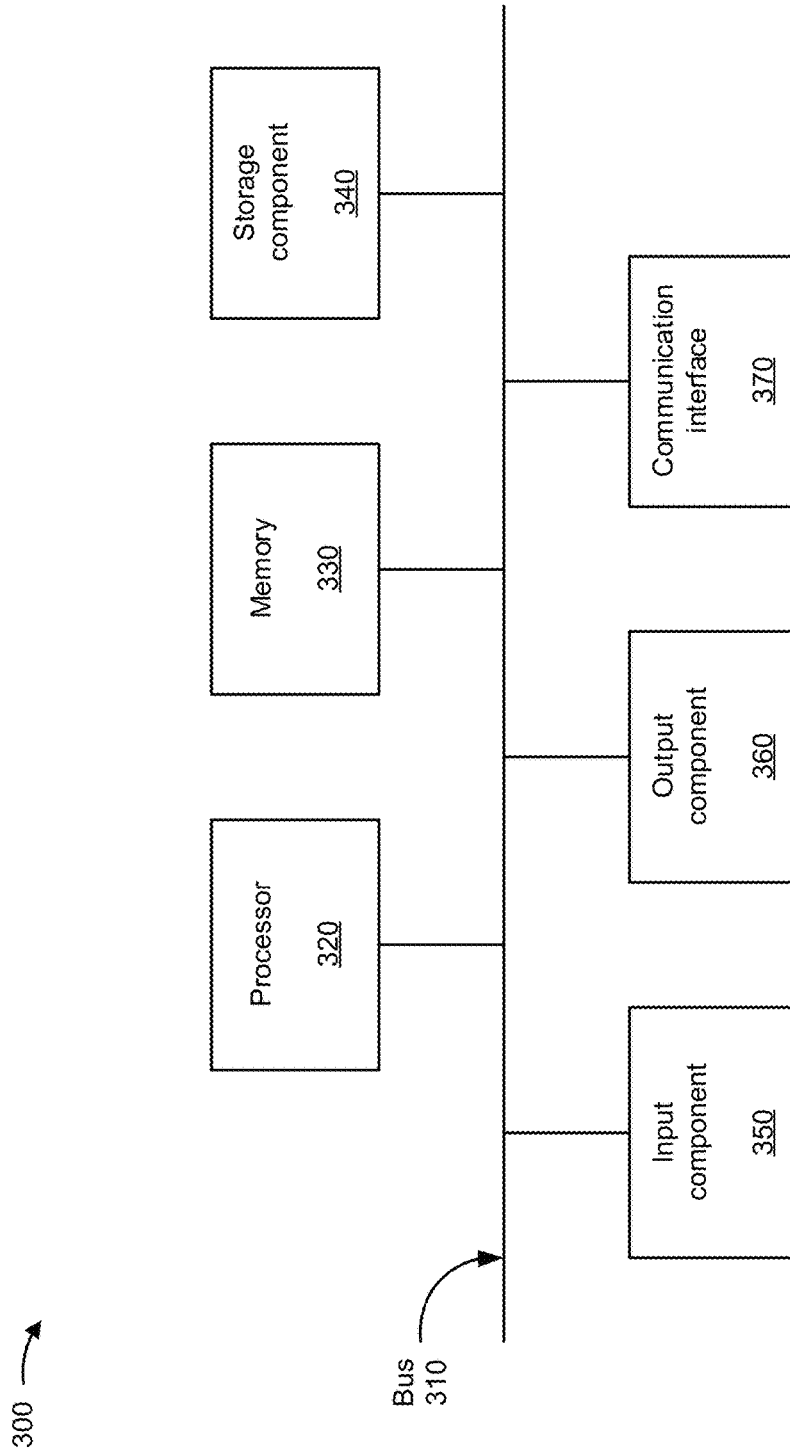 300
Processor
320
Memory
330
Storage
component
340
Bus
310
Input
component
350
Output
component
360
Communication
interface
370